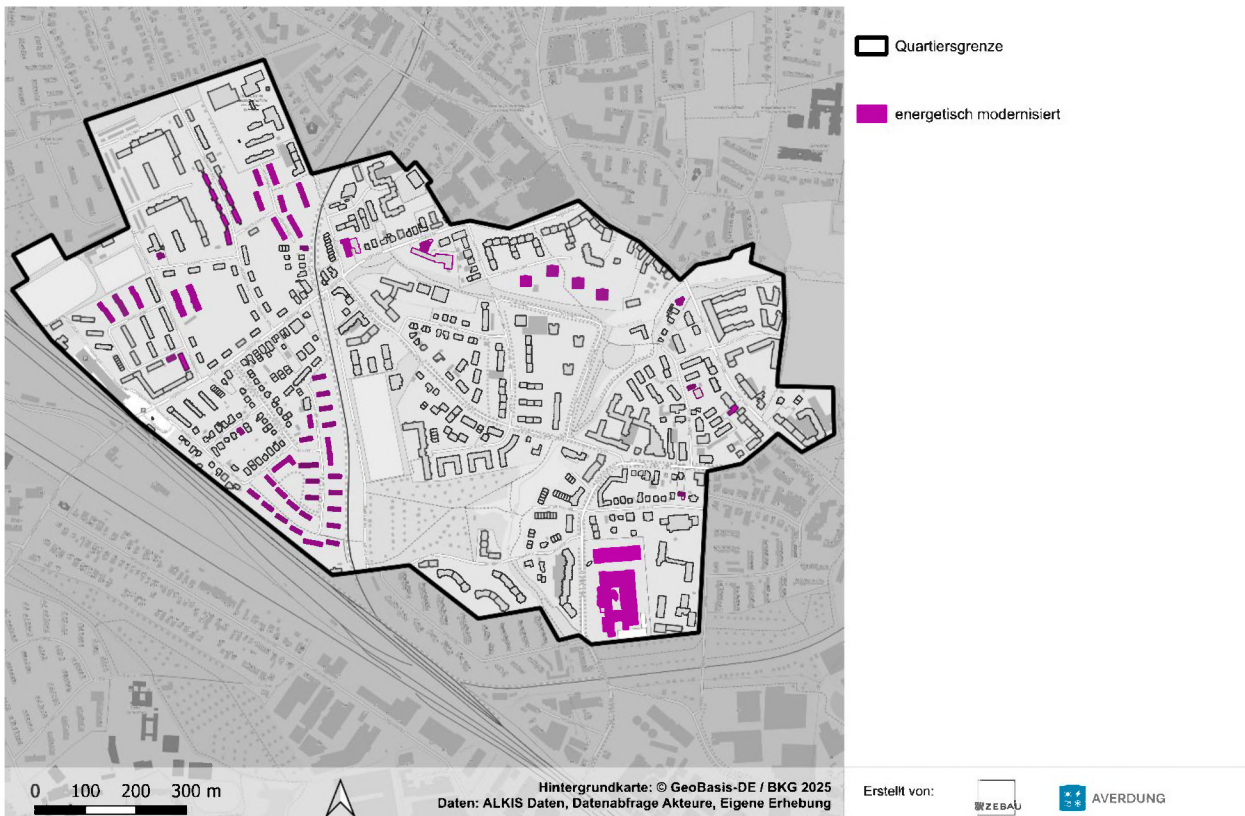 Quartiersgrenze
energetisch modernisiert
0 100 200 300 m
Hintergrundkarte: © GeoBasis-DE / BKG 2025
Daten: ALKIS Daten, Datenabfrage Akteure, Eigene Erhebung
Erstellt von:
ZEBAU
AVERDUNG